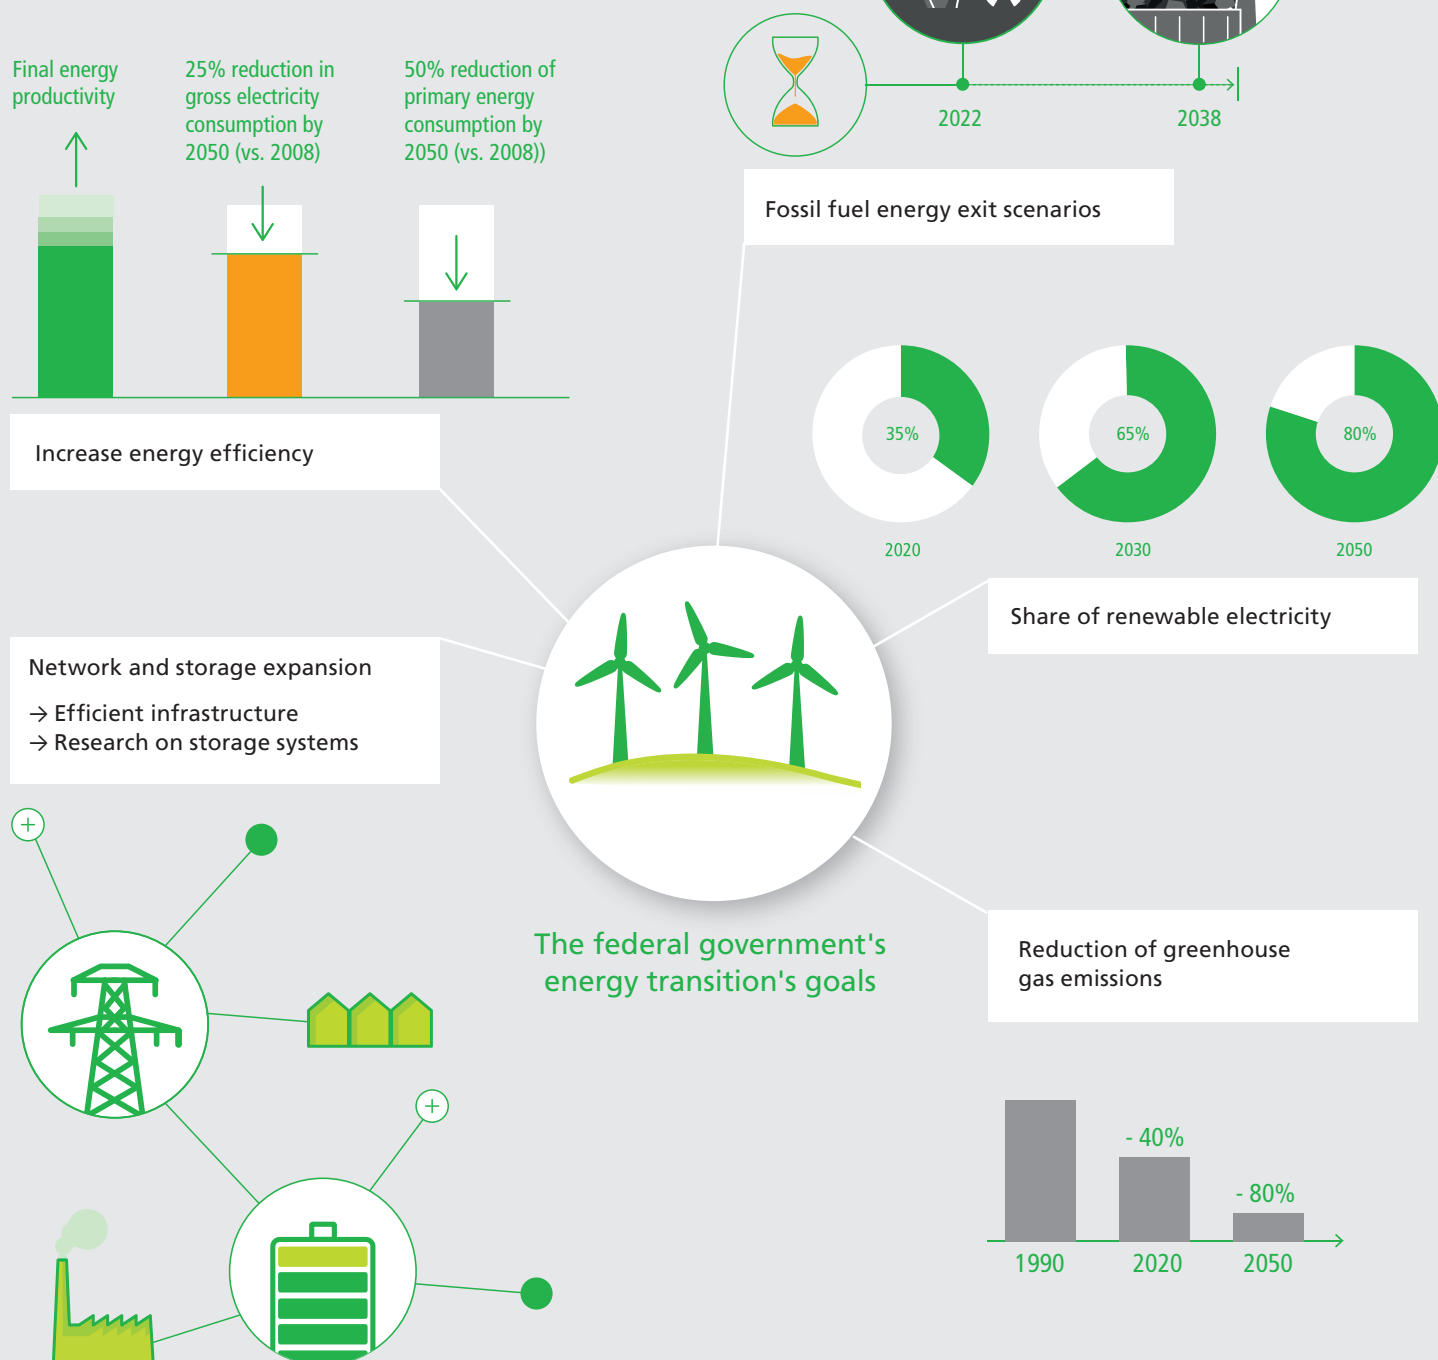 Final energy
productivity
25% reduction in
gross electricity
consumption by
2050 (vs. 2008)
50% reduction of
primary energy
consumption by
2050 (vs. 2008))
2022
2038
Fossil fuel energy exit scenarios
Increase energy efficiency
35%
65%
80%
2020
2030
2050
Share of renewable electricity
Network and storage expansion
→ Efficient infrastructure
→ Research on storage systems
The federal government's
energy transition's goals
Reduction of greenhouse
gas emissions
- 40%
- 80%
1990
2020
2050